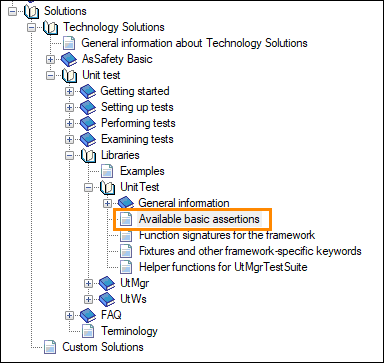 Solutions
Technology Solutions
General information about Technology Solutions
AsSafety Basic
Unit test
Getting started
Setting up tests
Performing tests
Examining tests
Libraries
Examples
UnitTest
General information
Available basic assertions
Function signatures for the framework
Fixtures and other framework-specific keywords
Helper functions for UtMgrTestSuite
UtMgr
UtWs
FAQ
Terminology
Custom Solutions